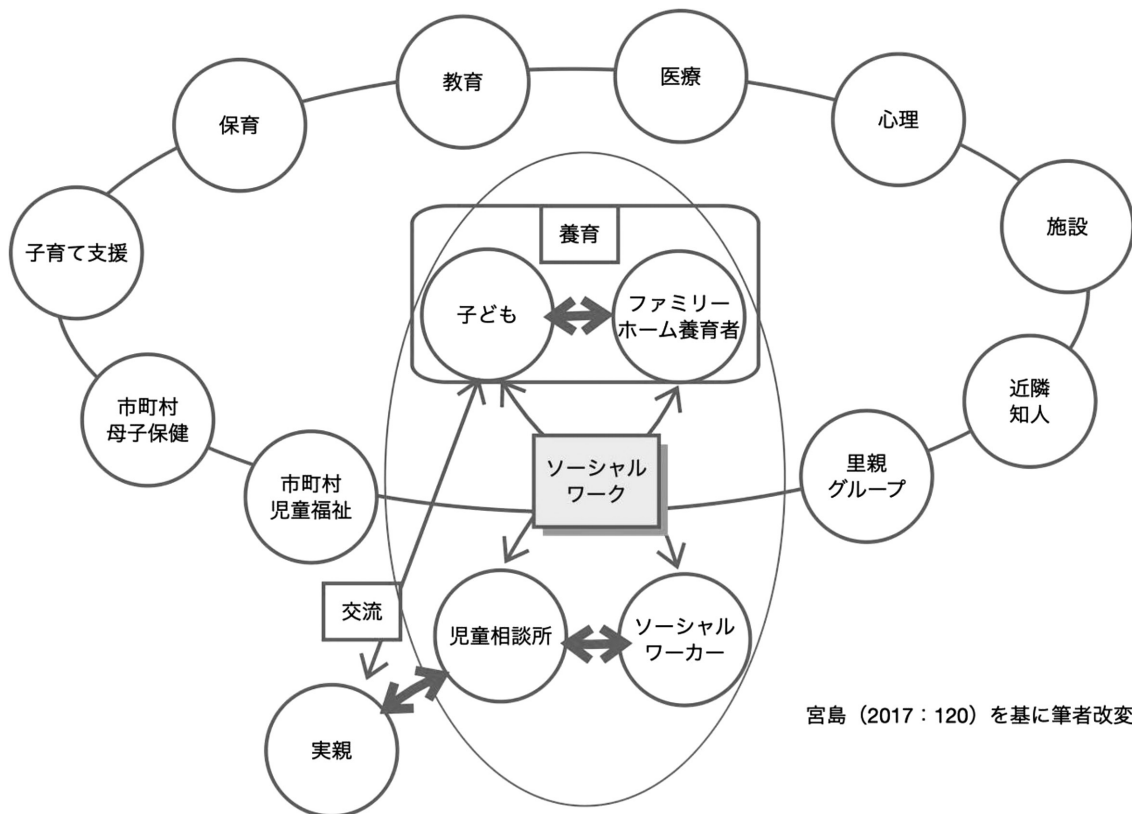 教育
医療
保育
心理
子育て支援
施設
養育
子ども
ファミリー
ホーム養育者
市町村
母子保健
近隣
知人
市町村
児童福祉
ソーシャル
ワーク
里親
グループ
交流
児童相談所
ソーシャル
ワーカー
実親
宮島（2017：120）を基に筆者改変